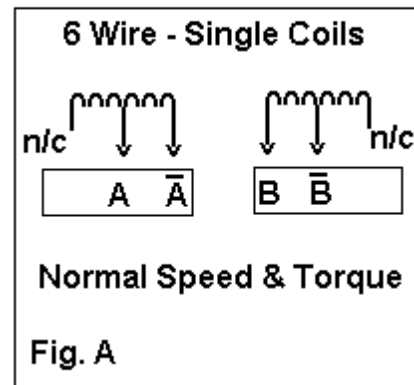 6 Wire - Single Coils
n/c n/c
A A̅ B B̅
Normal Speed & Torque
Fig. A